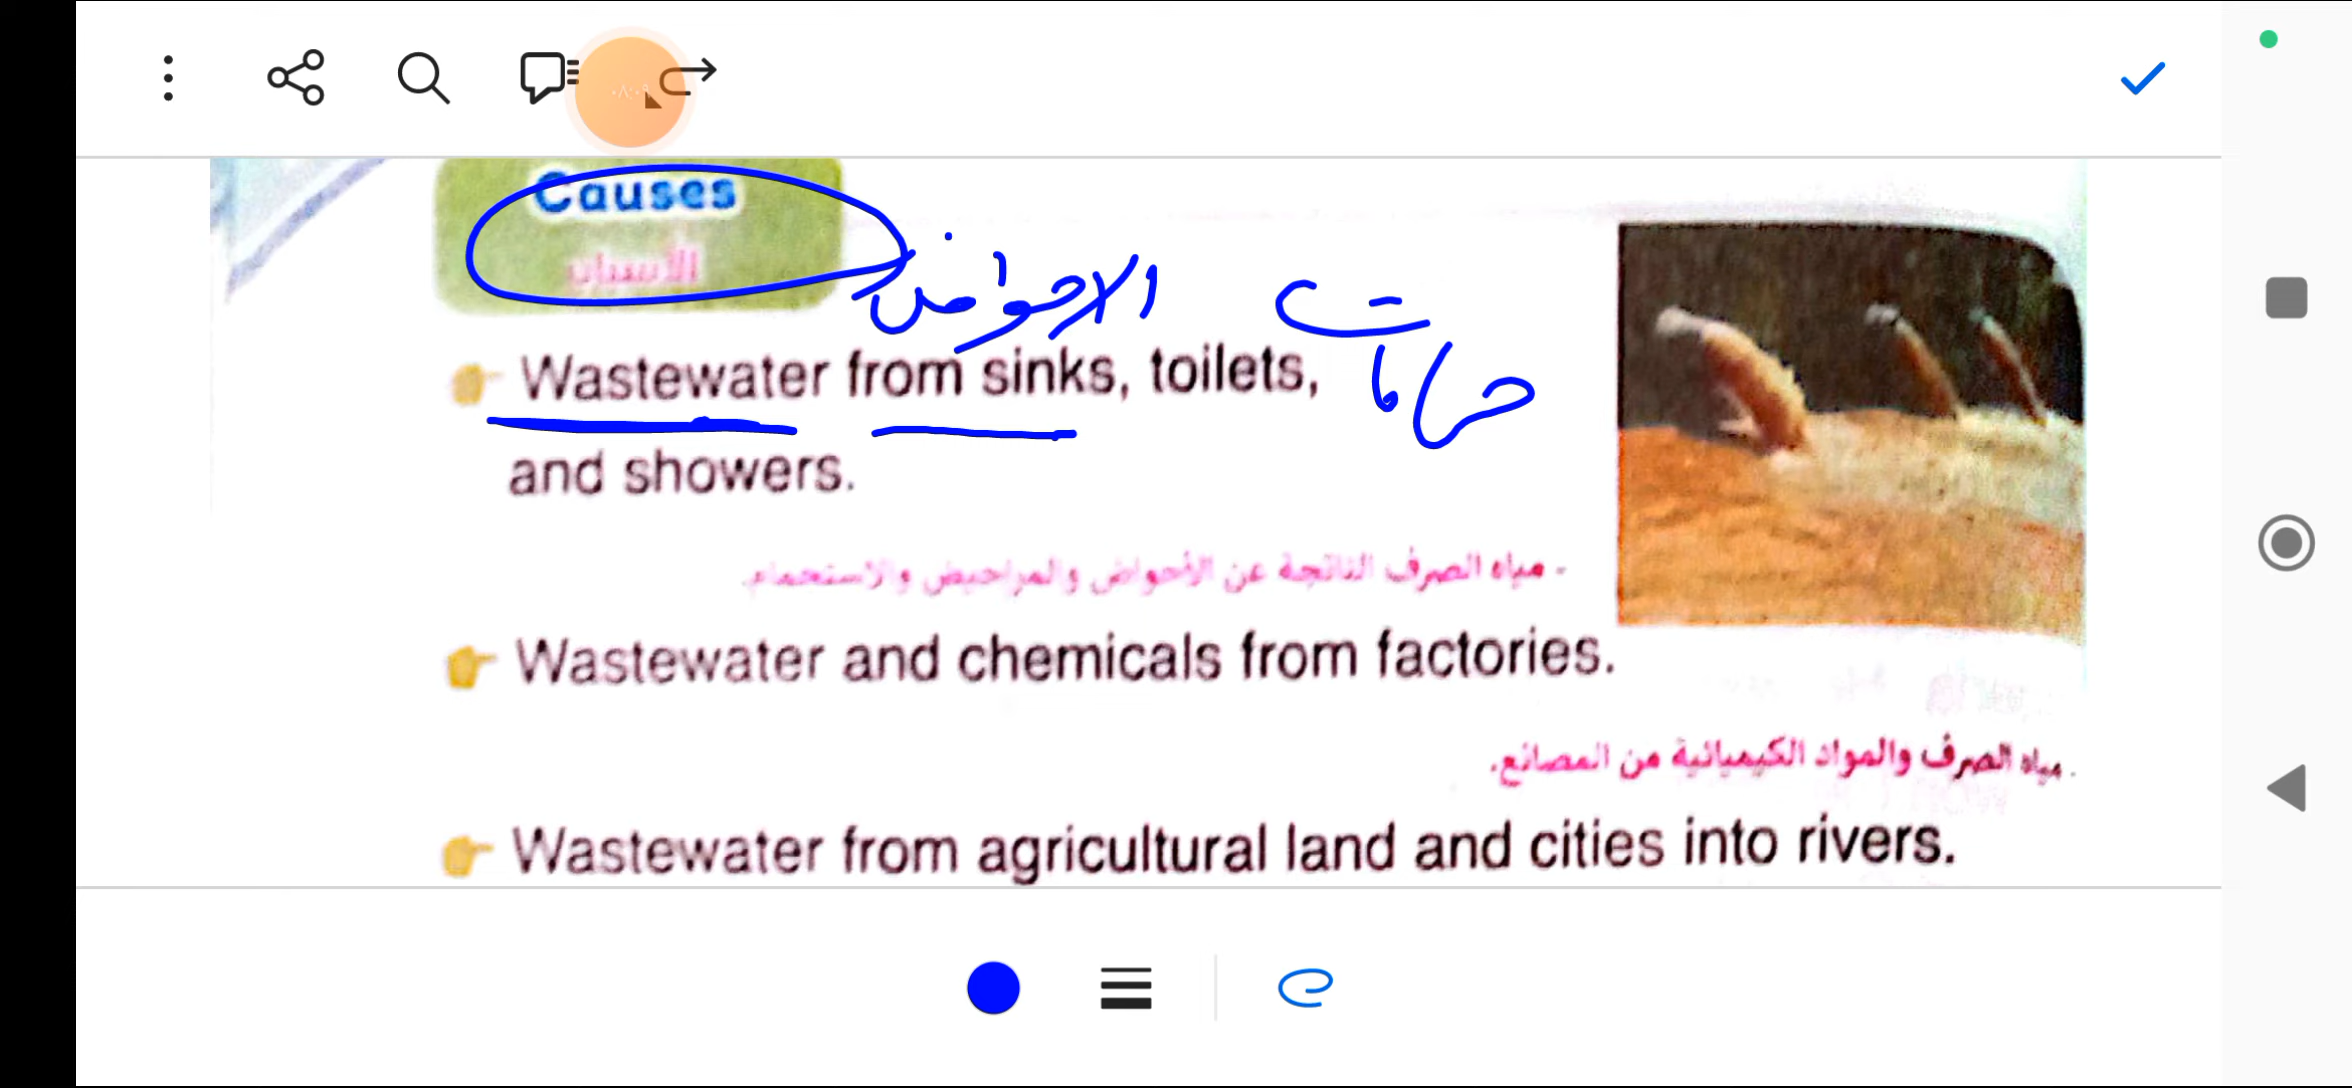 Causes
الأسباب
الاحواض
حمامات
Wastewater from sinks, toilets,
and showers.
- مياه الصرف الناتجة عن الأحواض والمراحيض والاستحمام.
Wastewater and chemicals from factories.
- مياه الصرف والمواد الكيميائية من المصانع.
Wastewater from agricultural land and cities into rivers.